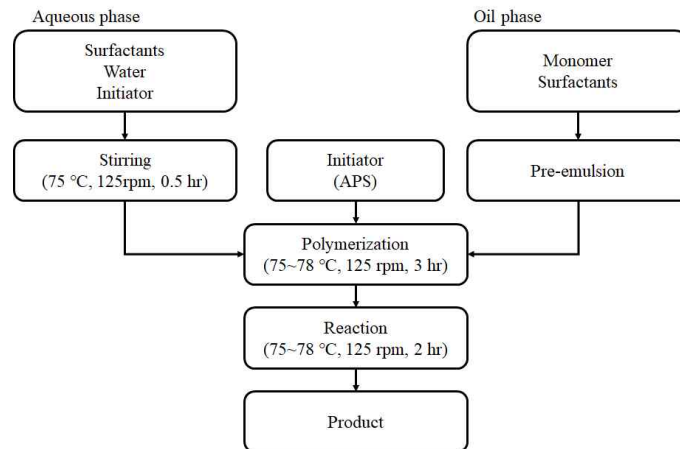 Aqueous phase
Oil phase
Surfactants
Water
Initiator
Monomer
Surfactants
Stirring
(75 ℃, 125rpm, 0.5 hr)
Initiator
(APS)
Pre-emulsion
Polymerization
(75~78 ℃, 125 rpm, 3 hr)
Reaction
(75~78 ℃, 125 rpm, 2 hr)
Product